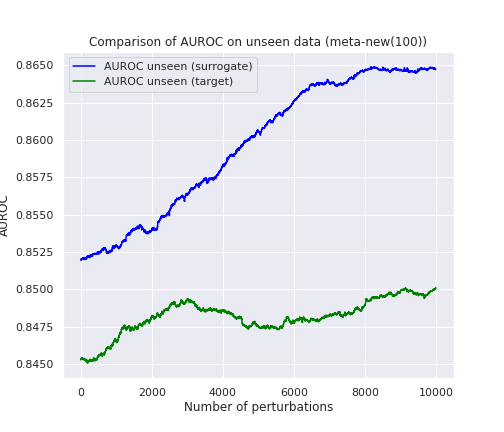 Comparison of AUROC on unseen data (meta-new(100))
AUROC unseen (surrogate)
AUROC unseen (target)
AUROC
0.8650
0.8625
0.8600
0.8575
0.8550
0.8525
0.8500
0.8475
0.8450
0 2000 4000 6000 8000 10000
Number of perturbations